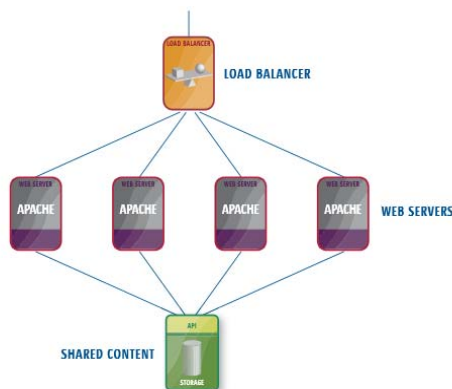 LOAD BALANCER
LOAD BALANCER
WEB SERVER
APACHE
WEB SERVER
APACHE
WEB SERVER
APACHE
WEB SERVER
APACHE
WEB SERVERS
API
SHARED CONTENT
STORAGE